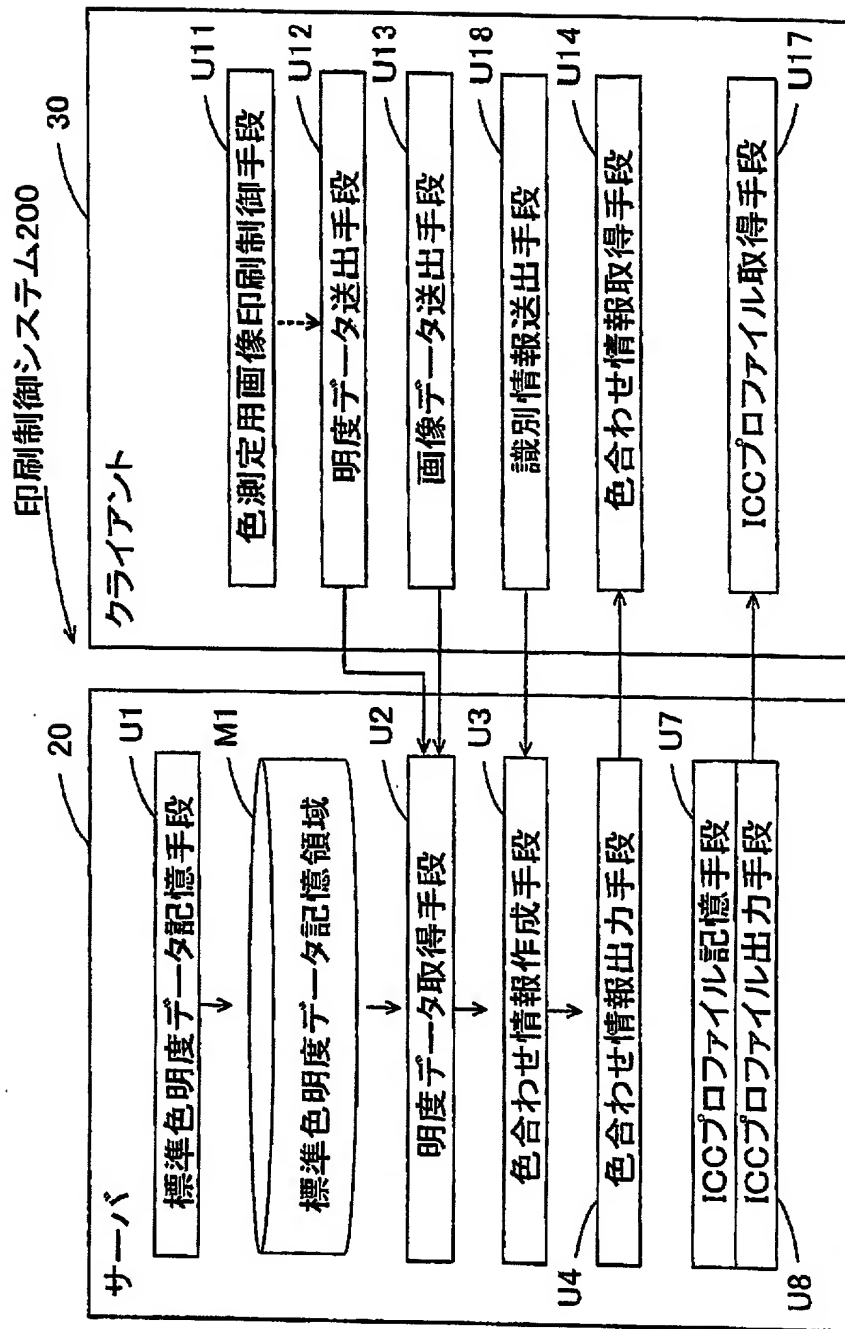 印刷制御システム200
サーバ
20
標準色明度データ記憶手段
U1
標準色明度データ記憶領域
M1
明度データ取得手段
U2
色合わせ情報作成手段
U3
色合わせ情報出力手段
U4
ICCプロファイル記憶手段
U7
ICCプロファイル出力手段
U8
クライアント
30
色測定用画像印刷制御手段
U11
明度データ送出手段
U12
画像データ送出手段
U13
識別情報送出手段
U18
色合わせ情報取得手段
U14
ICCプロファイル取得手段
U17